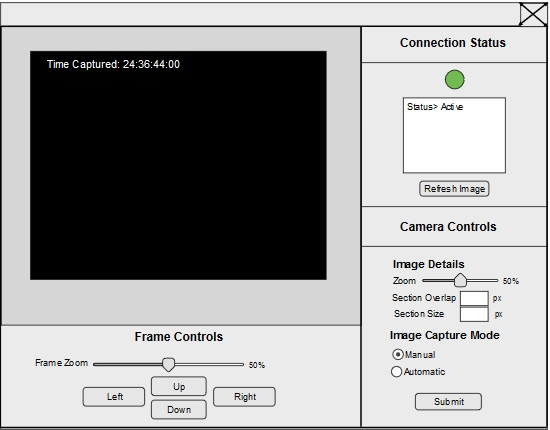 Time Captured: 24:36:44:00
Connection Status
Status> Active
Refresh Image
Camera Controls
Image Details
Zoom 50%
Section Overlap px
Section Size px
Image Capture Mode
Manual
Automatic
Submit
Frame Controls
Frame Zoom 50%
Up
Left Right
Down